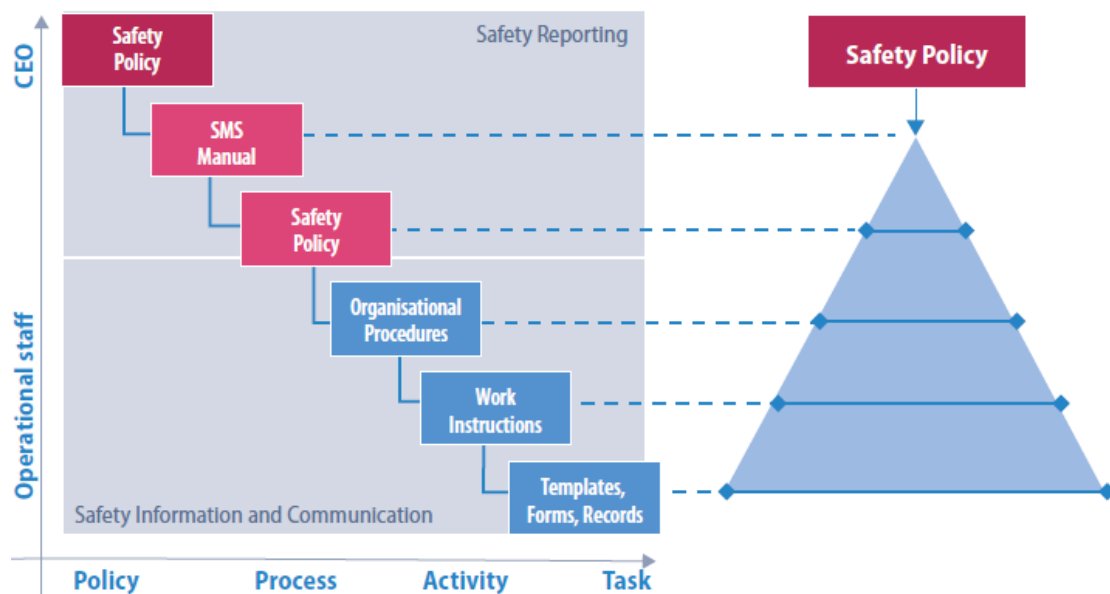 CEO
Operational staff
Safety
Policy
Safety Reporting
SMS
Manual
Safety
Policy
Organisational
Procedures
Work
Instructions
Templates,
Forms, Records
Safety Information and Communication
Policy
Process
Activity
Task
Safety Policy